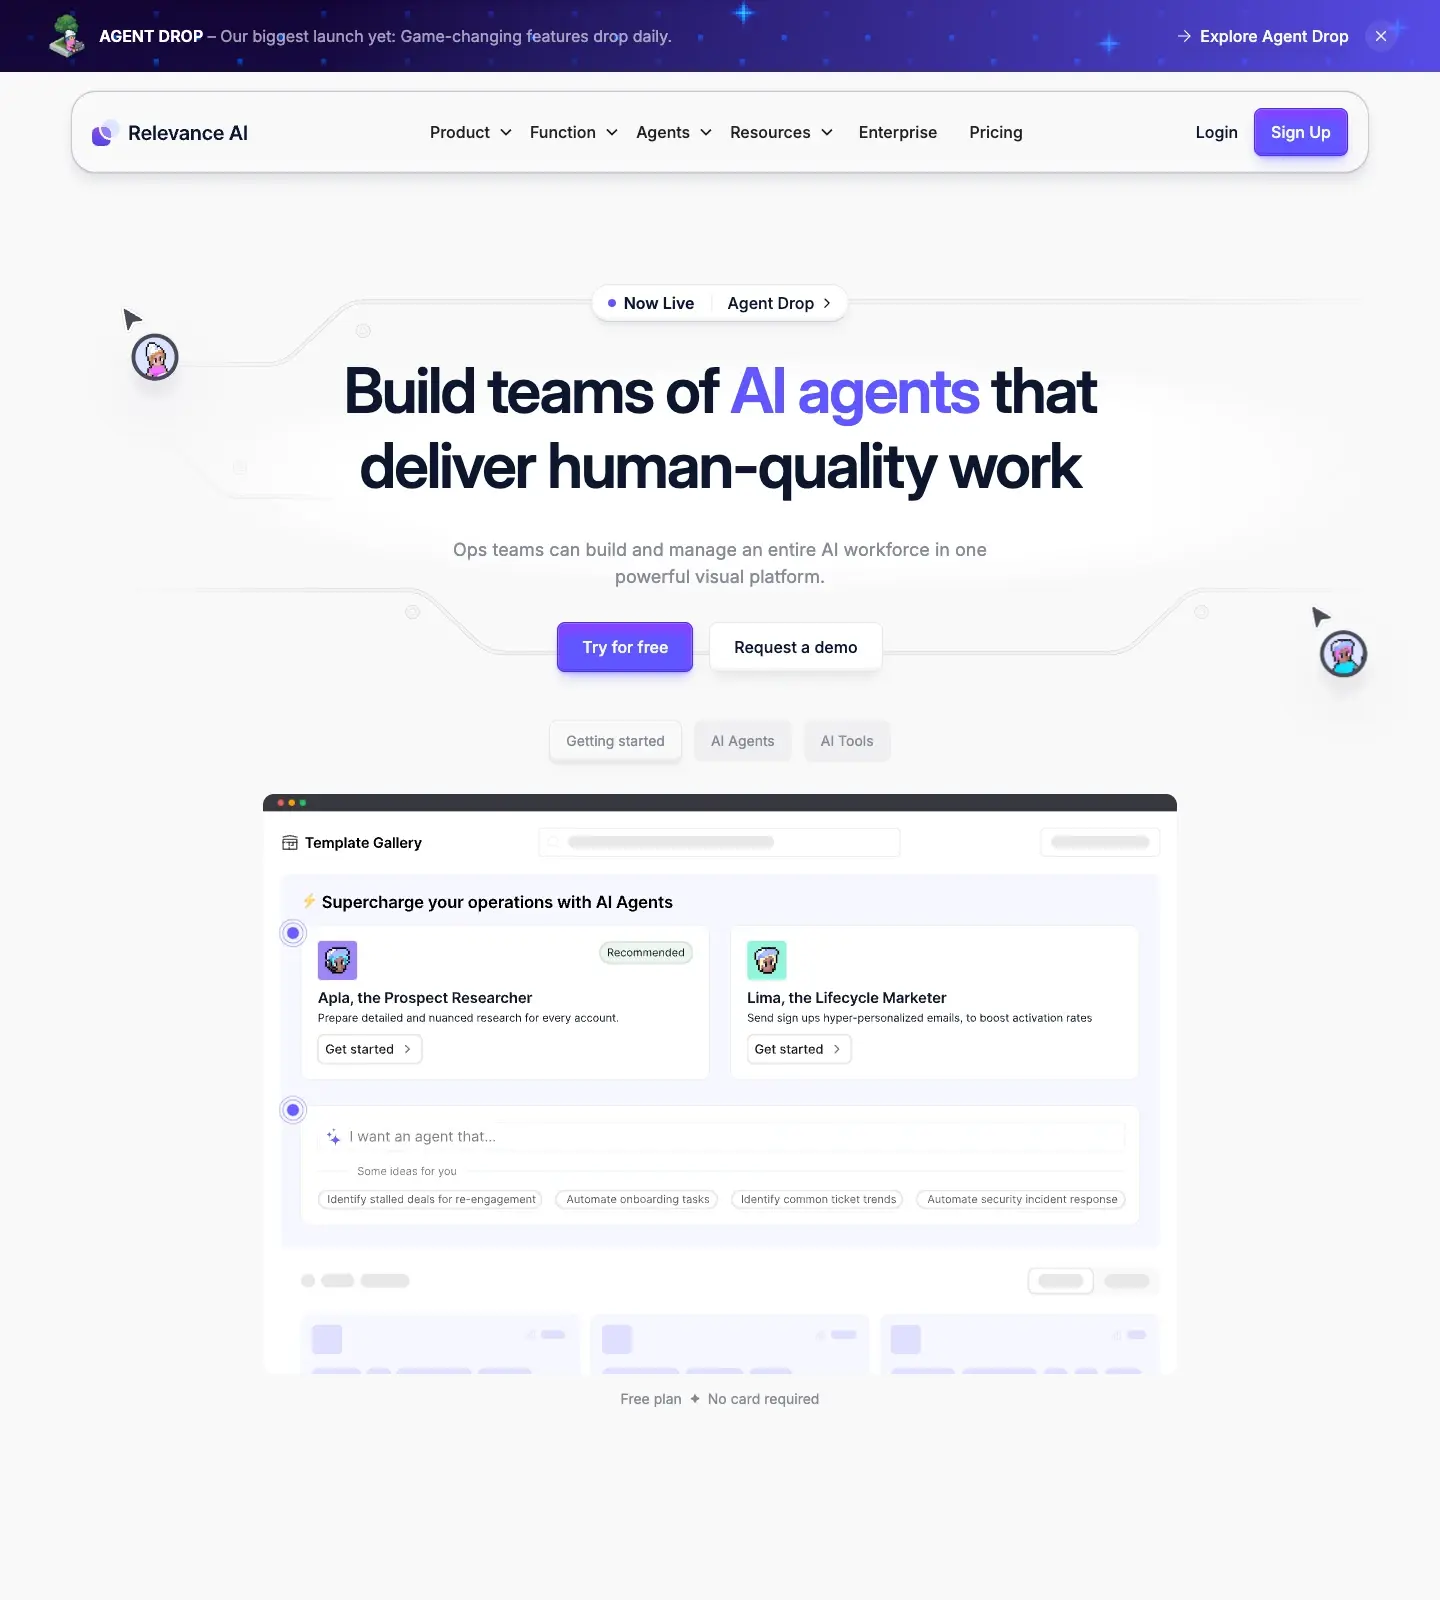 AGENT DROP – Our biggest launch yet: Game-changing features drop daily.
Explore Agent Drop
Relevance AI
Product
Function
Agents
Resources
Enterprise
Pricing
Login
Sign Up
Now Live
Agent Drop
Build teams of AI agents that
deliver human-quality work
Ops teams can build and manage an entire AI workforce in one
powerful visual platform.
Try for free
Request a demo
Getting started
AI Agents
AI Tools
Template Gallery
⚡ Supercharge your operations with AI Agents
Recommended
Apla, the Prospect Researcher
Prepare detailed and nuanced research for every account.
Get started
Lima, the Lifecycle Marketer
Send sign ups hyper-personalized emails, to boost activation rates
Get started
I want an agent that...
Some ideas for you
Identify stalled deals for re-engagement
Automate onboarding tasks
Identify common ticket trends
Automate security incident response
Free plan ✦ No card required